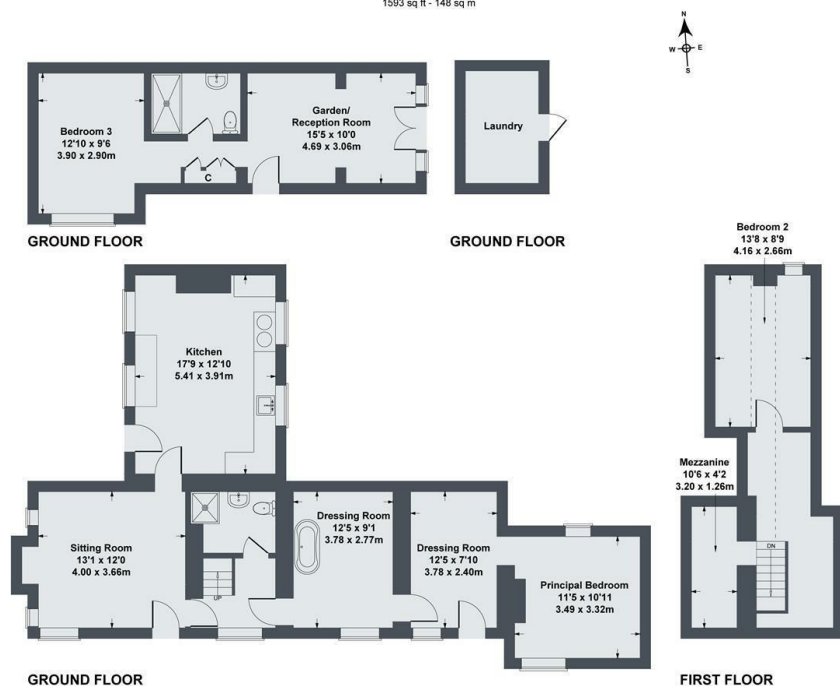 1593 sq ft - 148 sq m
N
W E
S
Bedroom 3
12'10 x 9'6
3.90 x 2.90m
Garden/
Reception Room
15'5 x 10'0
4.69 x 3.06m
C
Laundry
GROUND FLOOR
GROUND FLOOR
Bedroom 2
13'8 x 8'9
4.16 x 2.66m
Kitchen
17'9 x 12'10
5.41 x 3.91m
Mezzanine
10'6 x 4'2
3.20 x 1.26m
DN
Sitting Room
13'1 x 12'0
4.00 x 3.66m
UP
Dressing Room
12'5 x 9'1
3.78 x 2.77m
Dressing Room
12'5 x 7'10
3.78 x 2.40m
Principal Bedroom
11'5 x 10'11
3.49 x 3.32m
GROUND FLOOR
FIRST FLOOR